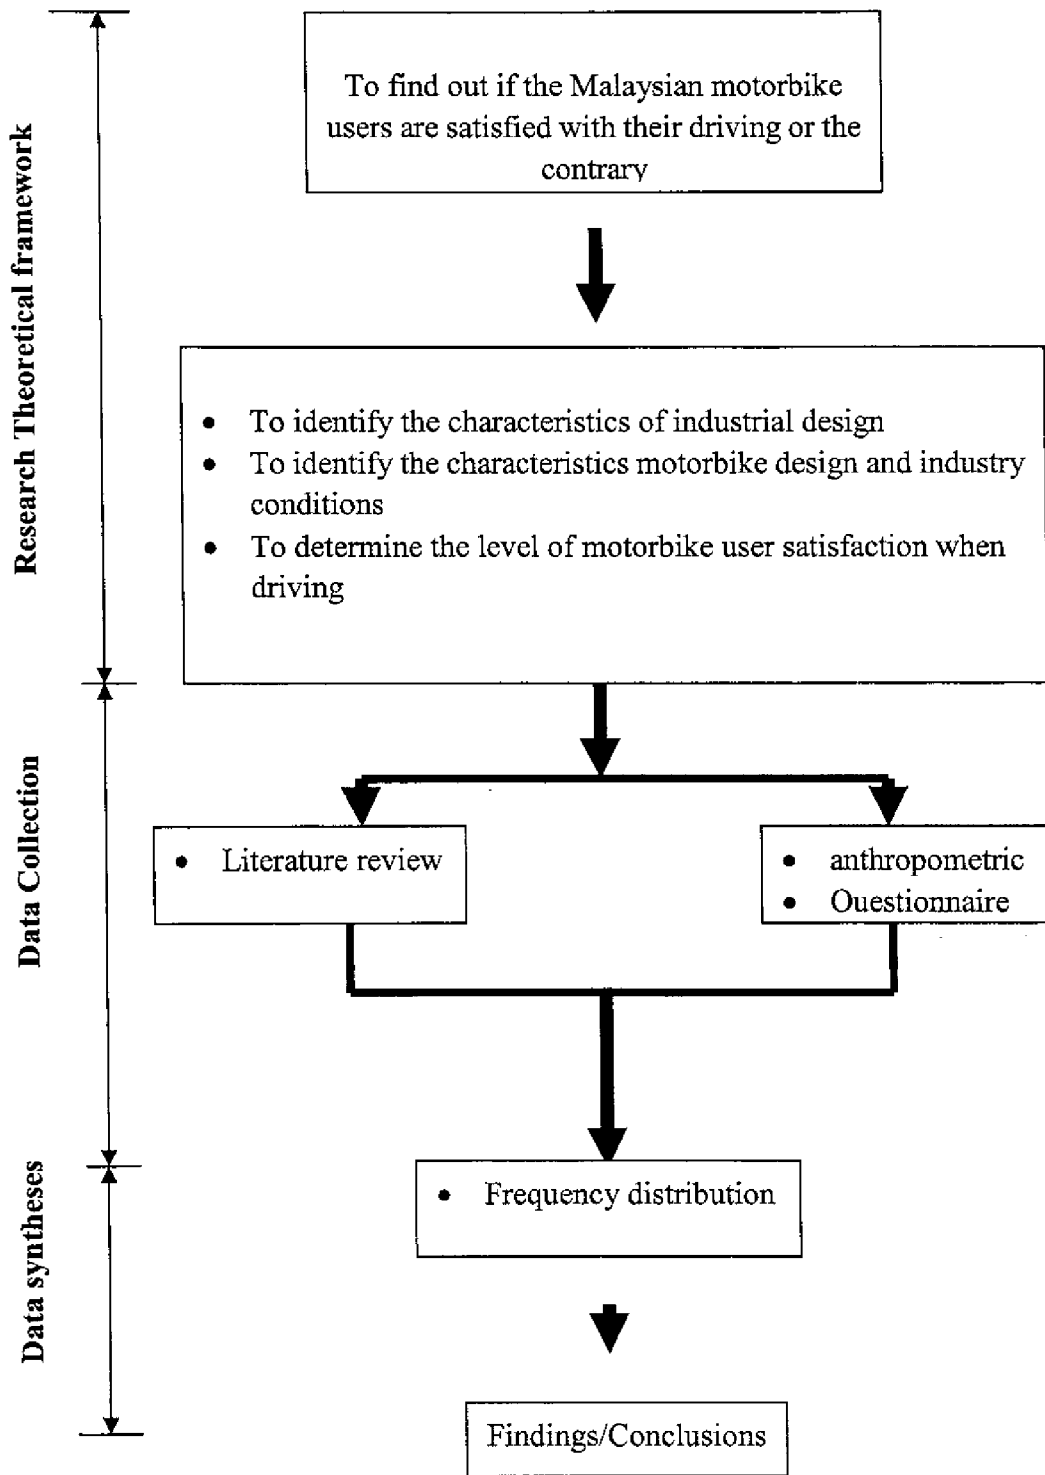 To find out if the Malaysian motorbike
users are satisfied with their driving or the
contrary
Research Theoretical framework
• To identify the characteristics of industrial design
• To identify the characteristics motorbike design and industry
conditions
• To determine the level of motorbike user satisfaction when
driving
Data Collection
• Literature review
• anthropometric
• Ouestionnaire
Data syntheses
• Frequency distribution
Findings/Conclusions